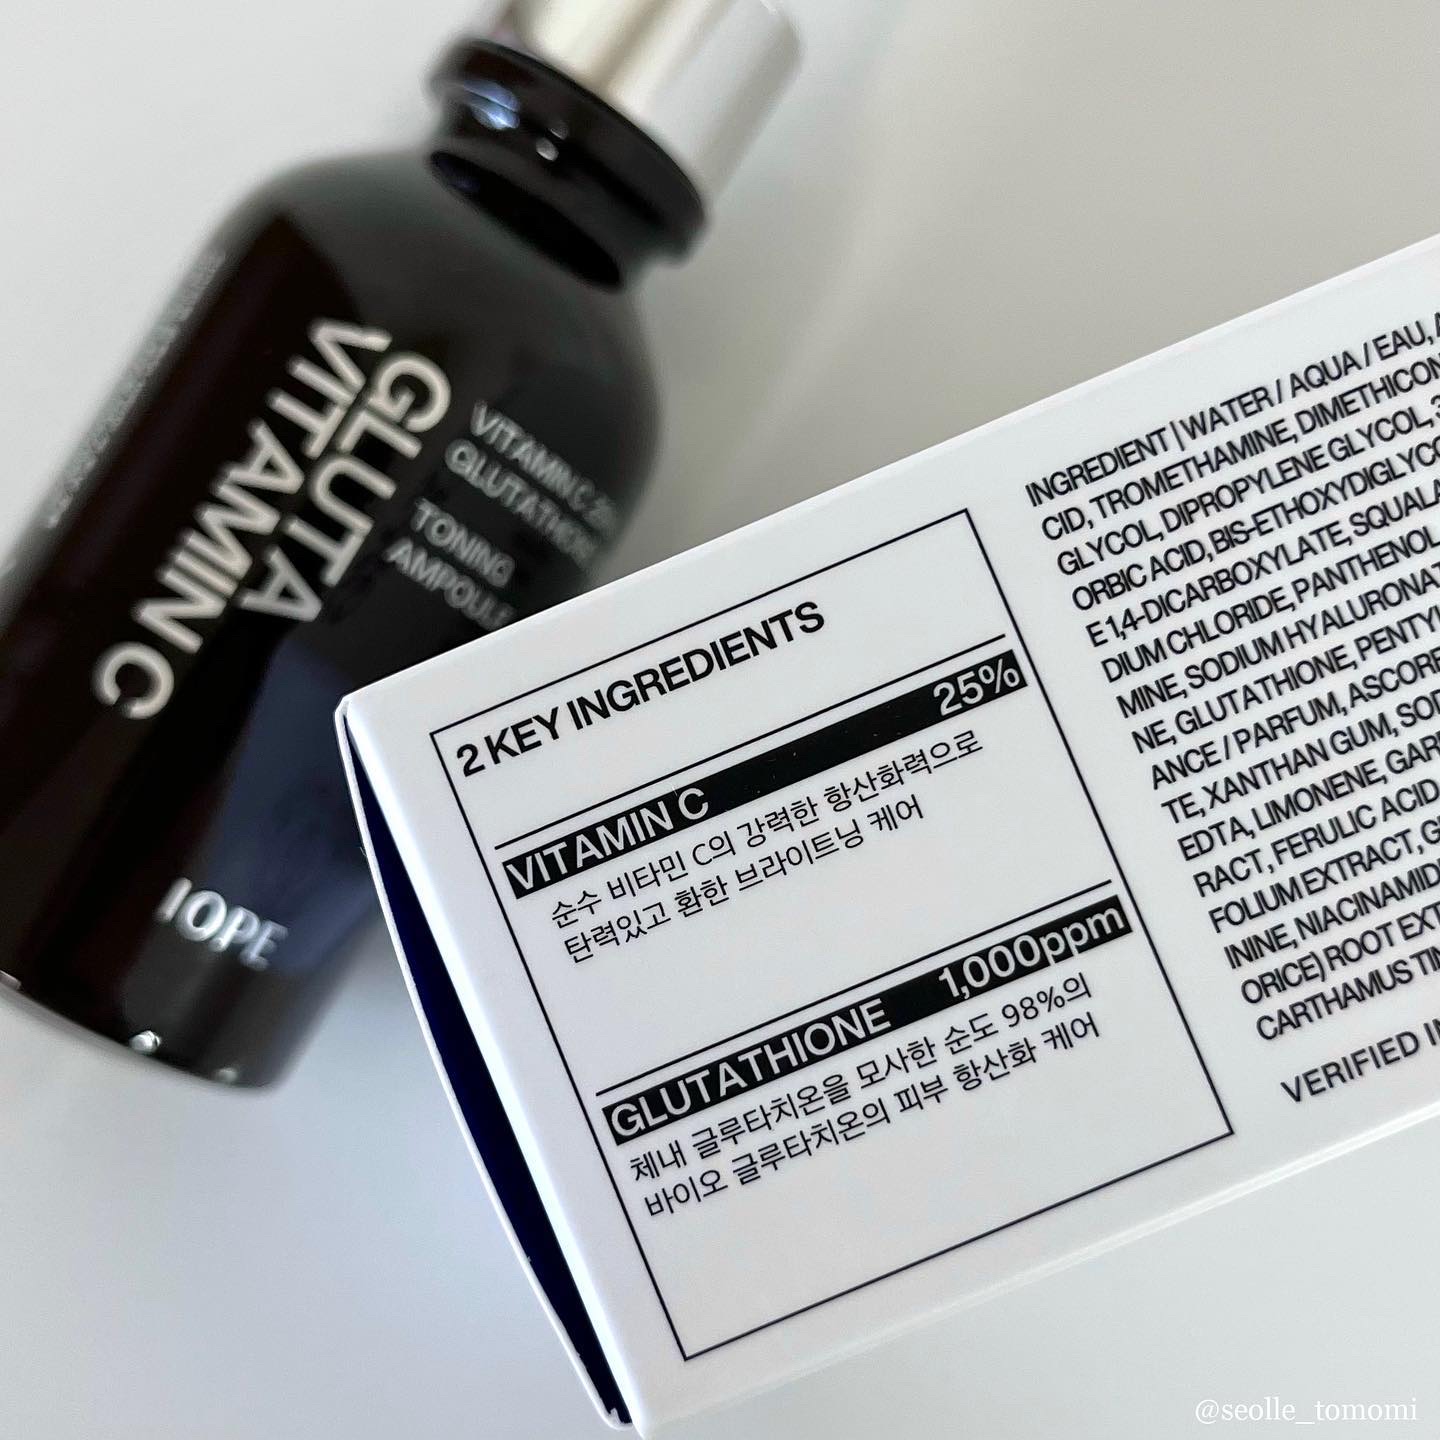 GLUTA
VITAMIN C
VITAMIN C
TONING
AMPOULE
IOPE
2 KEY INGREDIENTS
VITAMIN C 25%
순수 비타민 C의 강력한 항산화력으로
탄력있고 환한 브라이트닝 케어
GLUTATHIONE 1,000ppm
체내 글루타치온을 모사한 순도 98%의
바이오 글루타치온의 피부 항산화 케어
INGREDIENT | WATER / AQUA / EAU,
CID, TROMETHAMINE, DIMETHICON
GLYCOL, DIPROPYLENE GLYCOL, 3
ORBIC ACID, BIS-ETHOXYDIGLYCO
E 1,4-DICARBOXYLATE, SQUALA
DIUM CHLORIDE, PANTHENOL
MINE, SODIUM HYALURONAT
NE, GLUTATHIONE, PENTYL
ANCE / PARFUM, ASCORB
TE, XANTHAN GUM, SOD
EDTA, LIMONENE, GAR
RACT, FERULIC ACID
FOLIUM EXTRACT, G
ININE, NIACINAMID
ORICE) ROOT EXT
CARTHAMUS TIN
VERIFIED IN
@seolle_tomomi